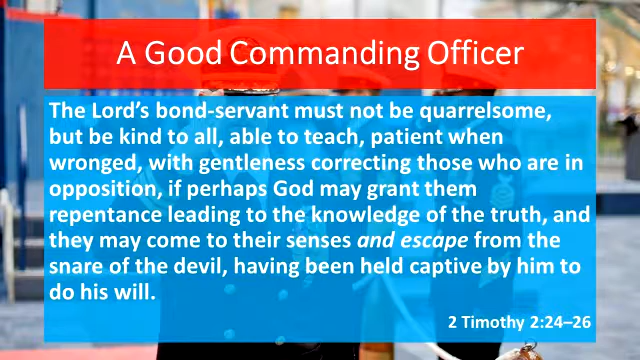 A Good Commanding Officer
The Lord’s bond-servant must not be quarrelsome,
but be kind to all, able to teach, patient when
wronged, with gentleness correcting those who are in
opposition, if perhaps God may grant them
repentance leading to the knowledge of the truth, and
they may come to their senses and escape from the
snare of the devil, having been held captive by him to
do his will.
2 Timothy 2:24–26